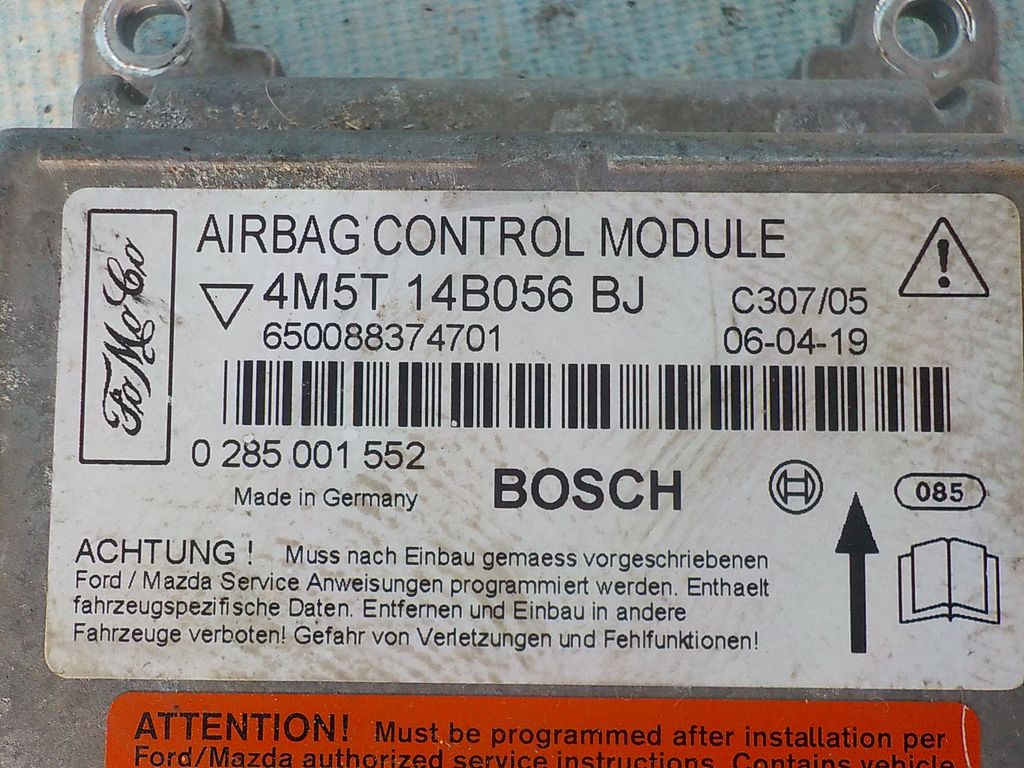 FoMoCo
AIRBAG CONTROL MODULE
4M5T 14B056 BJ
C307/05
650088374701
06-04-19
0 285 001 552
Made in Germany
BOSCH
085
ACHTUNG ! Muss nach Einbau gemaess vorgeschriebenen
Ford / Mazda Service Anweisungen programmiert werden. Enthaelt
fahrzeugspezifische Daten. Entfernen und Einbau in andere
Fahrzeuge verboten! Gefahr von Verletzungen und Fehlfunktionen!
ATTENTION! Must be programmed after installation per
Ford/Mazda authorized service instructions. Contains vehicle